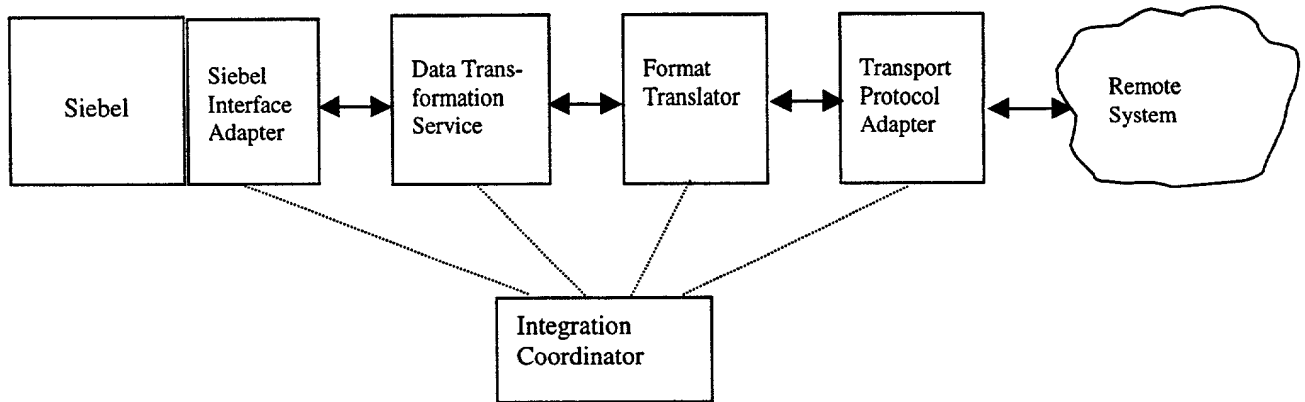 Siebel
Siebel
Interface
Adapter
Data Trans-
formation
Service
Format
Translator
Transport
Protocol
Adapter
Remote
System
Integration
Coordinator